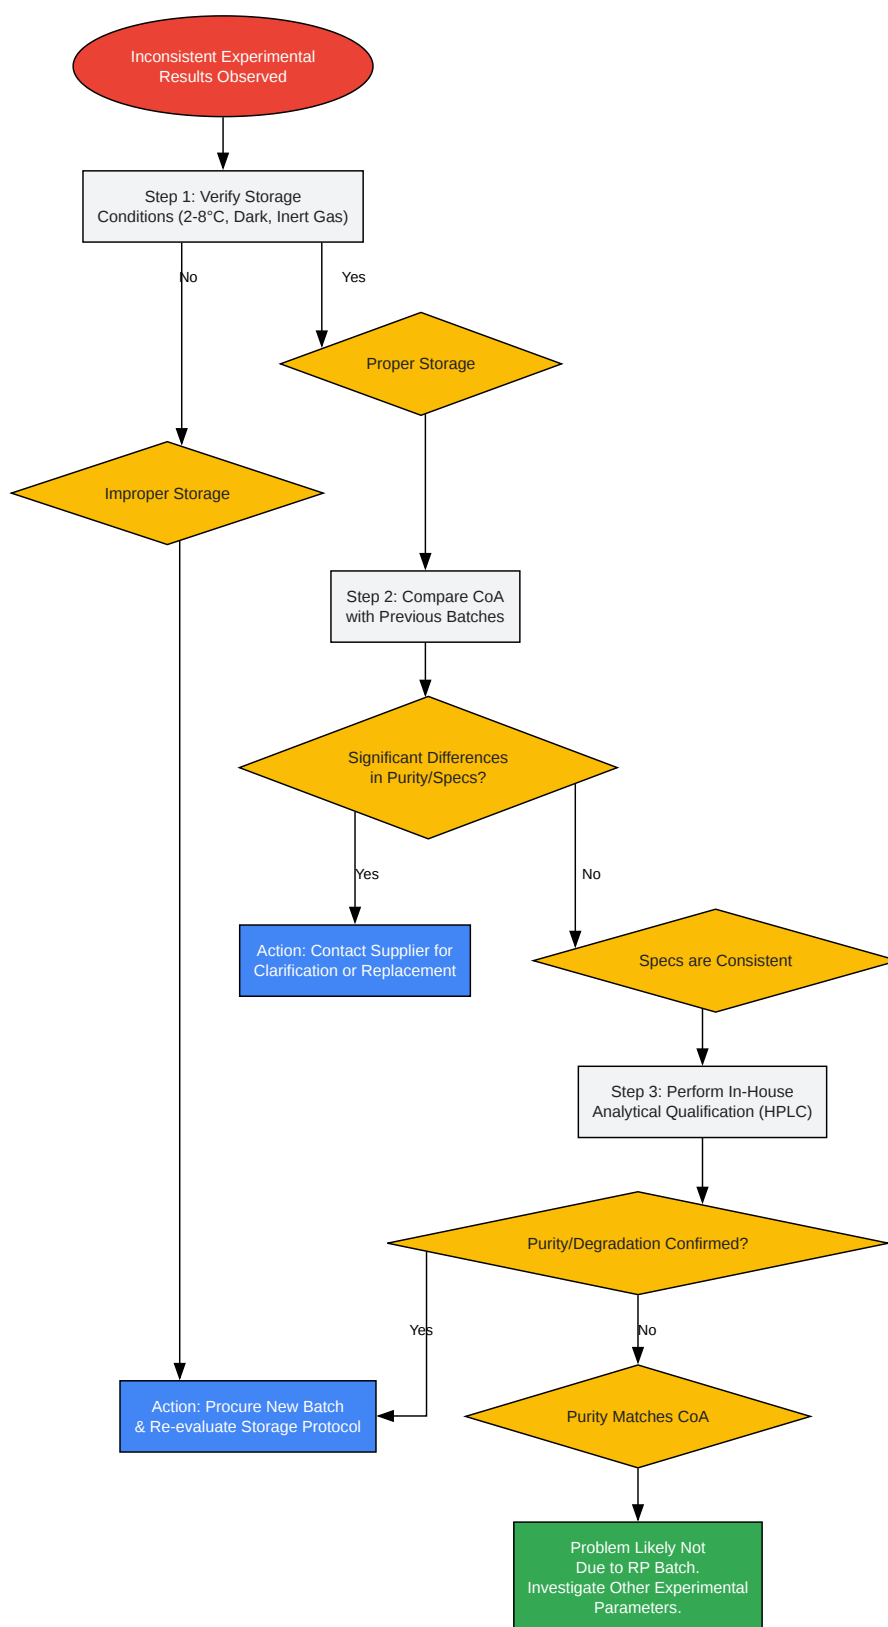 Inconsistent Experimental
Results Observed
Step 1: Verify Storage
Conditions (2-8°C, Dark, Inert Gas)
No
Yes
Proper Storage
Improper Storage
Step 2: Compare CoA
with Previous Batches
Significant Differences
in Purity/Specs?
Yes
No
Action: Contact Supplier for
Clarification or Replacement
Specs are Consistent
Step 3: Perform In-House
Analytical Qualification (HPLC)
Purity/Degradation Confirmed?
Yes
No
Action: Procure New Batch
& Re-evaluate Storage Protocol
Purity Matches CoA
Problem Likely Not
Due to RP Batch.
Investigate Other Experimental
Parameters.